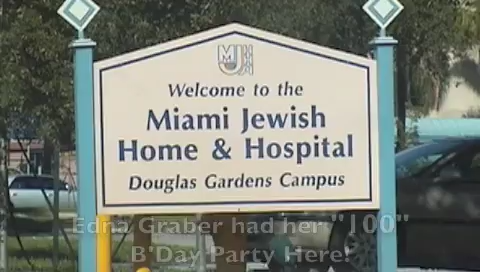 Welcome to the
Miami Jewish
Home & Hospital
Douglas Gardens Campus
Edna Graber had her "100"
B'Day Party Here!